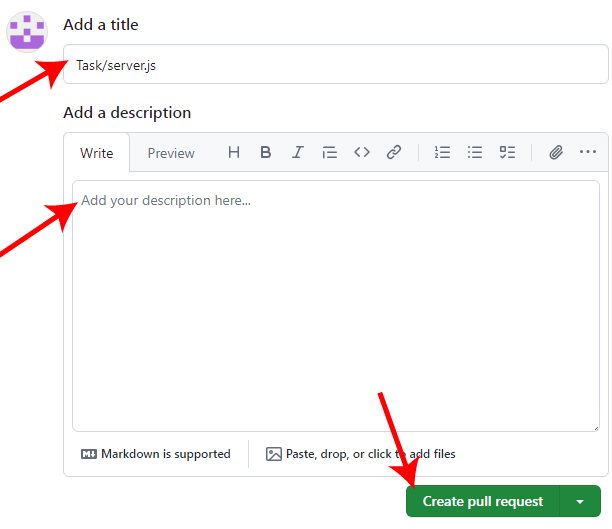 Add a title
Task/server.js
Add a description
Write Preview H B I
Add your description here...
Markdown is supported Paste, drop, or click to add files
Create pull request